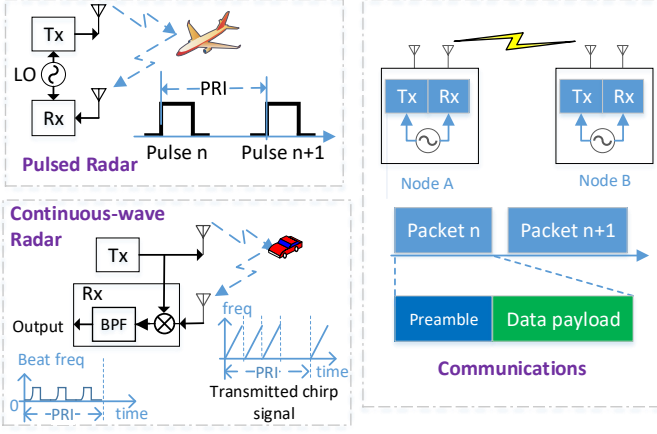 Tx
LO
Rx
PRI
Pulse n
Pulse n+1
Pulsed Radar
Continuous-wave
Radar
Tx
Rx
BPF
Output
freq
PRI
time
Transmitted chirp
signal
Beat freq
0
PRI
time
Tx
Rx
Tx
Rx
Node A
Node B
Packet n
Packet n+1
Preamble
Data payload
Communications